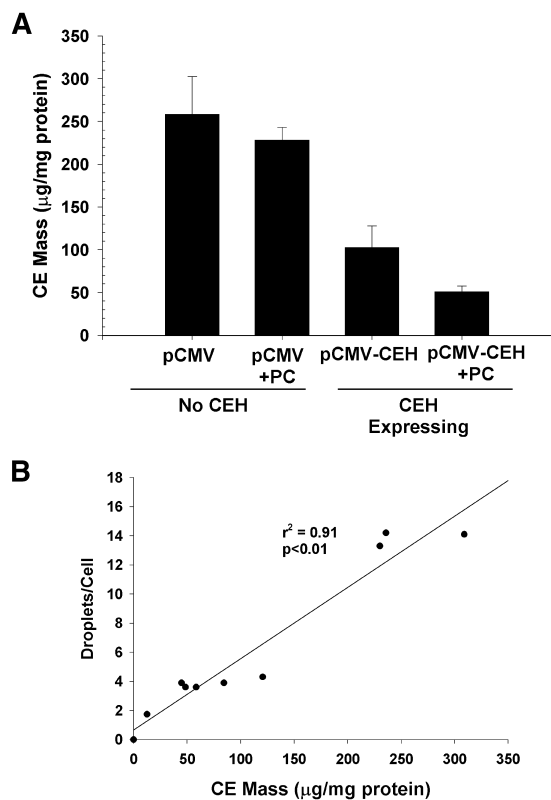 A
350
300
250
200
150
100
50
0
CE Mass (µg/mg protein)
pCMV
pCMV
+PC
pCMV-CEH
pCMV-CEH
+PC
No CEH
CEH
Expressing
B
18
16
14
12
10
8
6
4
2
0
Droplets/Cell
r² = 0.91
p<0.01
0
50
100
150
200
250
300
350
CE Mass (µg/mg protein)